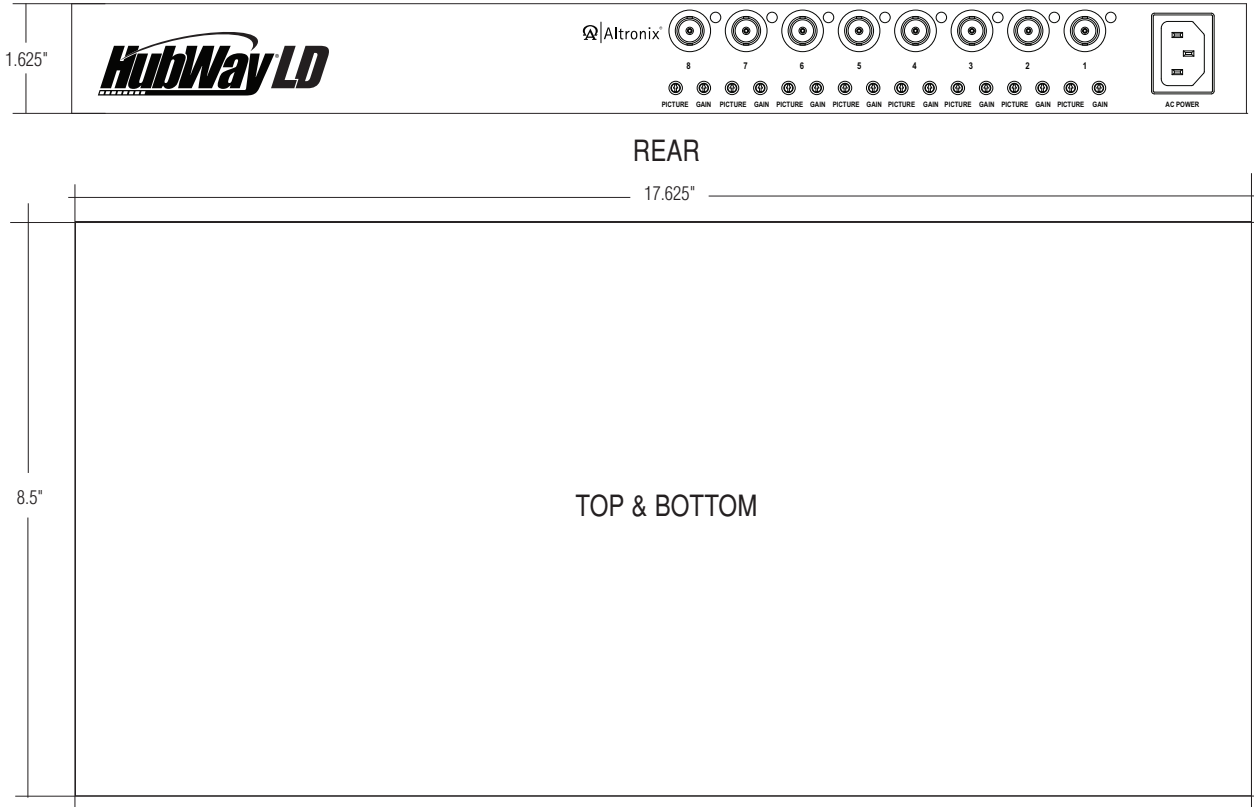 1.625"
HubWay LD
Altronix®
8 7 6 5 4 3 2 1
PICTURE GAIN PICTURE GAIN PICTURE GAIN PICTURE GAIN PICTURE GAIN PICTURE GAIN PICTURE GAIN PICTURE GAIN
AC POWER
REAR
17.625"
8.5"
TOP & BOTTOM